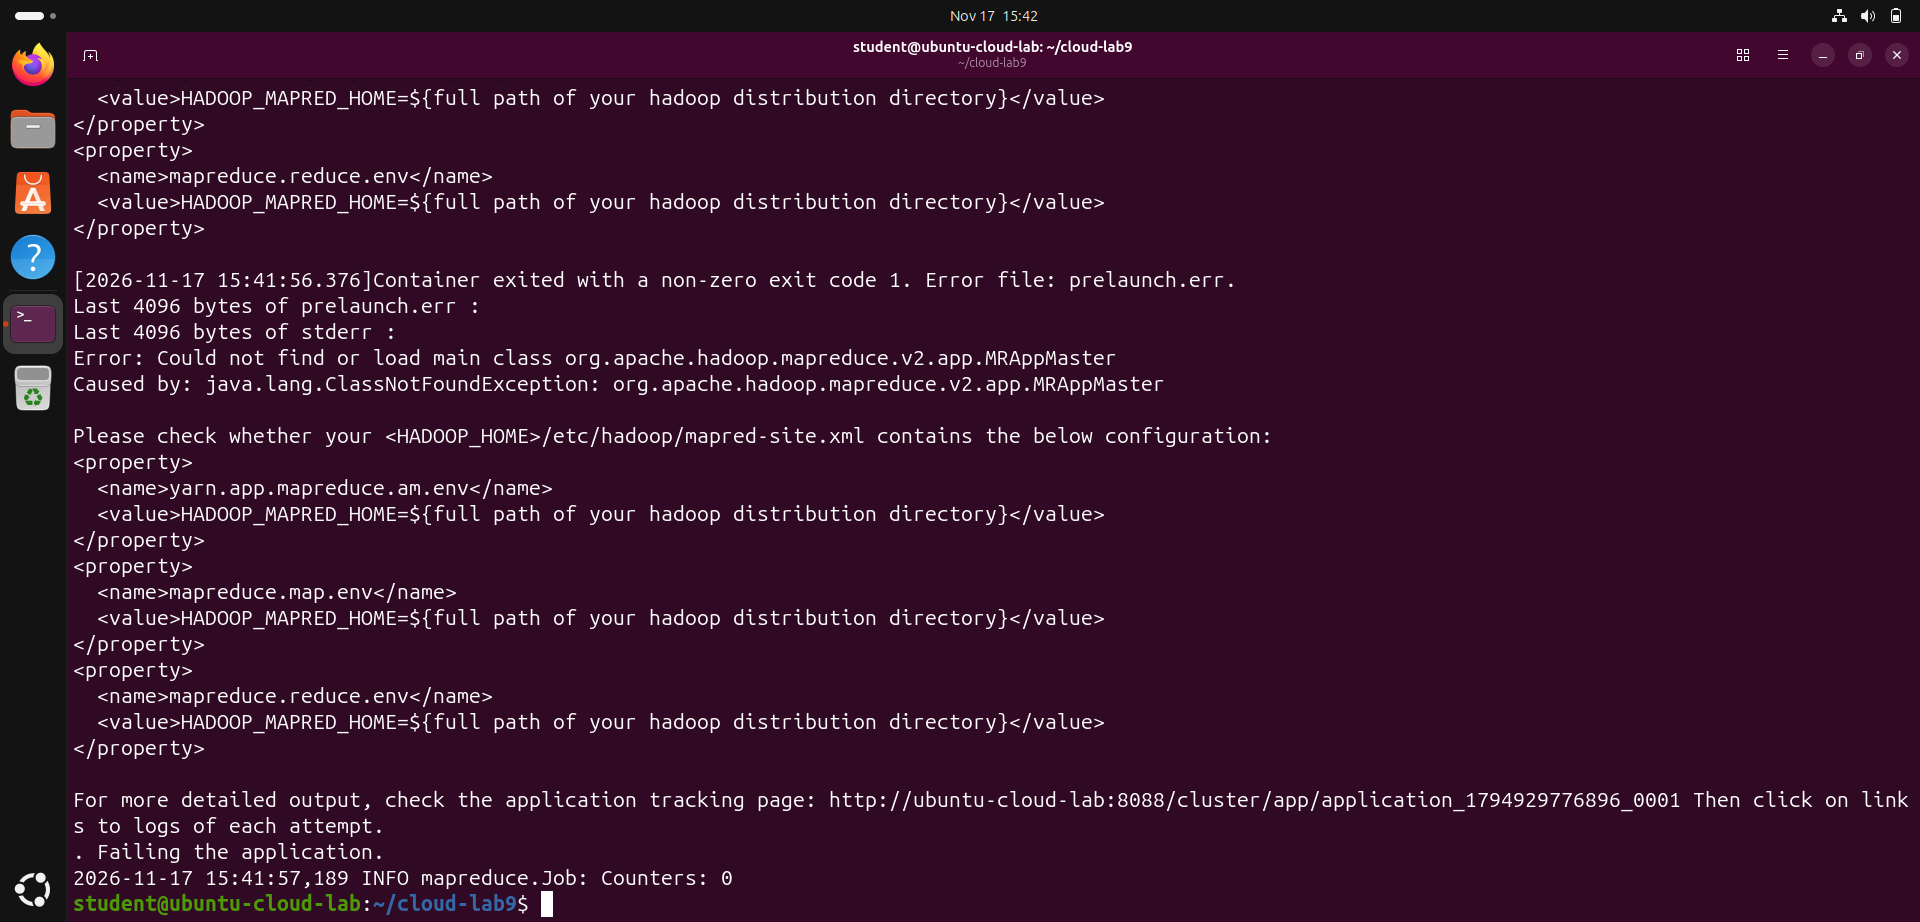 Nov 17 15:42
student@ubuntu-cloud-lab: ~/cloud-lab9
~/cloud-lab9
  <value>HADOOP_MAPRED_HOME=${full path of your hadoop distribution directory}</value>
</property>
<property>
  <name>mapreduce.reduce.env</name>
  <value>HADOOP_MAPRED_HOME=${full path of your hadoop distribution directory}</value>
</property>

[2026-11-17 15:41:56.376]Container exited with a non-zero exit code 1. Error file: prelaunch.err.
Last 4096 bytes of prelaunch.err :
Last 4096 bytes of stderr :
Error: Could not find or load main class org.apache.hadoop.mapreduce.v2.app.MRAppMaster
Caused by: java.lang.ClassNotFoundException: org.apache.hadoop.mapreduce.v2.app.MRAppMaster

Please check whether your <HADOOP_HOME>/etc/hadoop/mapred-site.xml contains the below configuration:
<property>
  <name>yarn.app.mapreduce.am.env</name>
  <value>HADOOP_MAPRED_HOME=${full path of your hadoop distribution directory}</value>
</property>
<property>
  <name>mapreduce.map.env</name>
  <value>HADOOP_MAPRED_HOME=${full path of your hadoop distribution directory}</value>
</property>
<property>
  <name>mapreduce.reduce.env</name>
  <value>HADOOP_MAPRED_HOME=${full path of your hadoop distribution directory}</value>
</property>

For more detailed output, check the application tracking page: http://ubuntu-cloud-lab:8088/cluster/app/application_1794929776896_0001 Then click on link
s to logs of each attempt.
. Failing the application.
2026-11-17 15:41:57,189 INFO mapreduce.Job: Counters: 0
student@ubuntu-cloud-lab:~/cloud-lab9$